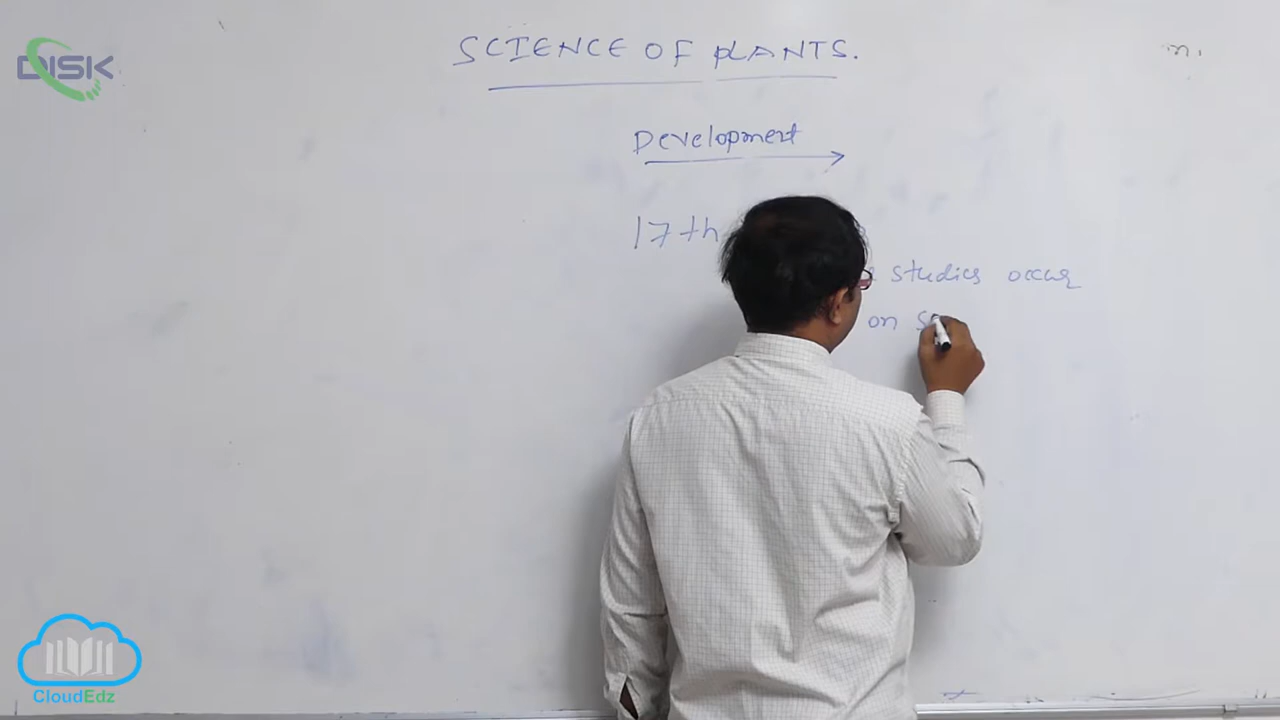 SCIENCE OF PLANTS.
DISK
n.
Development
17th
studies occur
on
CloudEdz